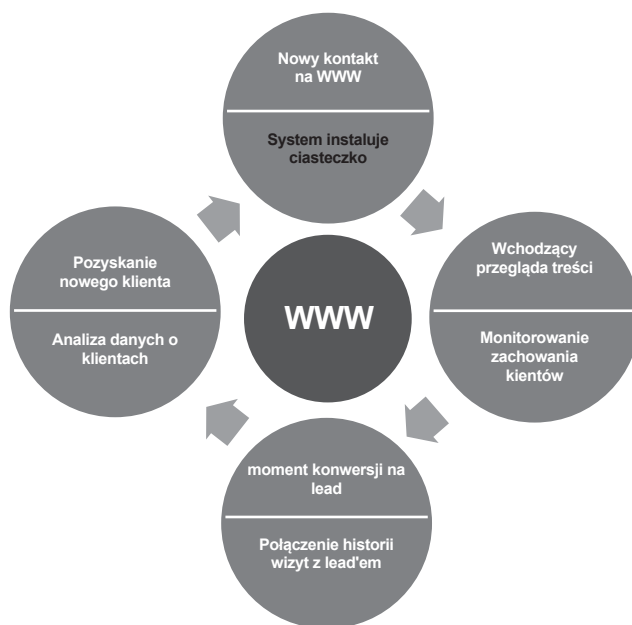 Nowy kontakt
na WWW
System instaluje
ciasteczko
Wchodzący
przegląda treści
Monitorowanie
zachowania
kientów
moment konwersji na
lead
Połączenie historii
wizyt z lead'em
Pozyskanie
nowego klienta
Analiza danych o
klientach
WWW